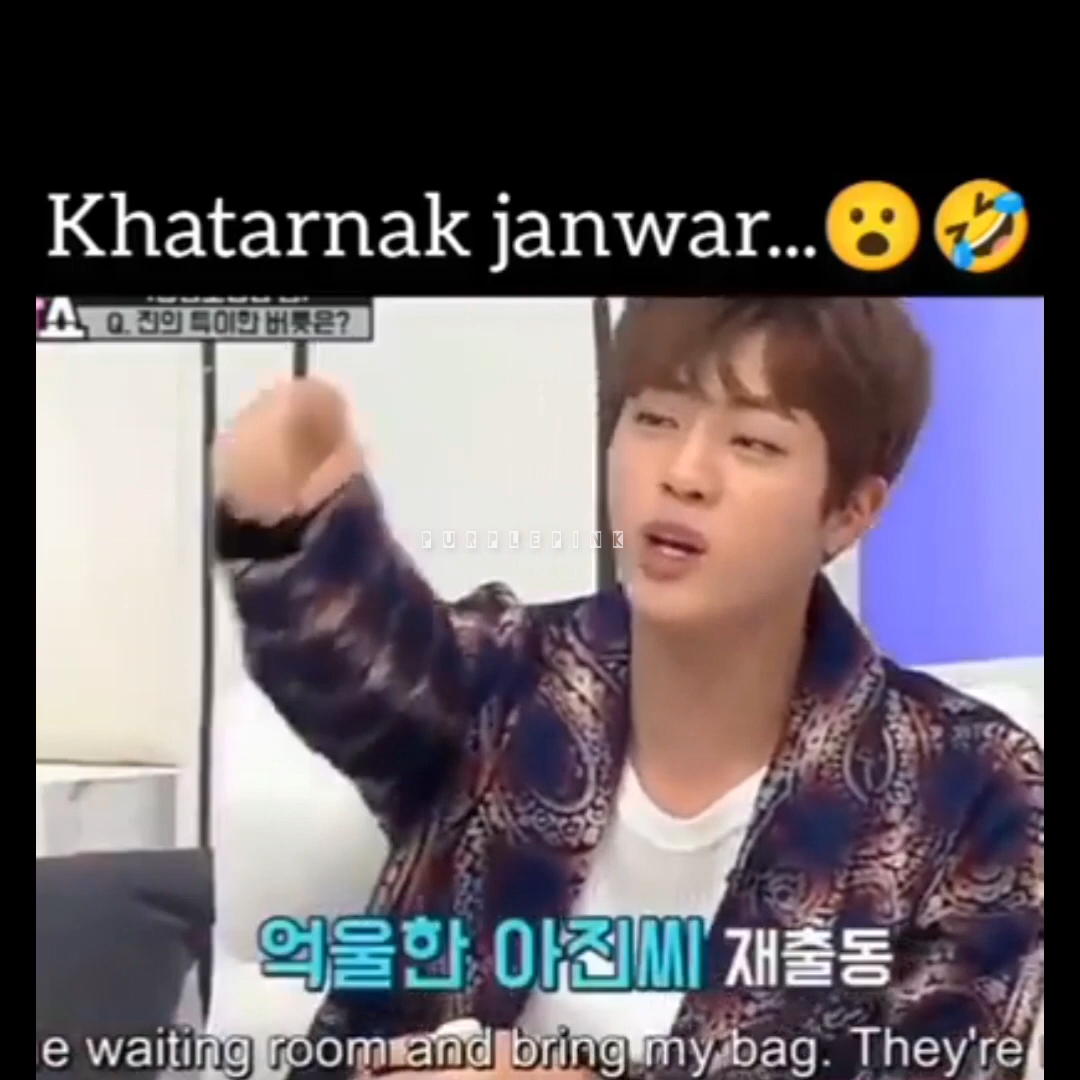 Khatarnak janwar...😮🤣
Q. 진의 특이한 버릇은?
PURPLEPINK
억울한 아진씨 재출동
e waiting room and bring my bag. They're